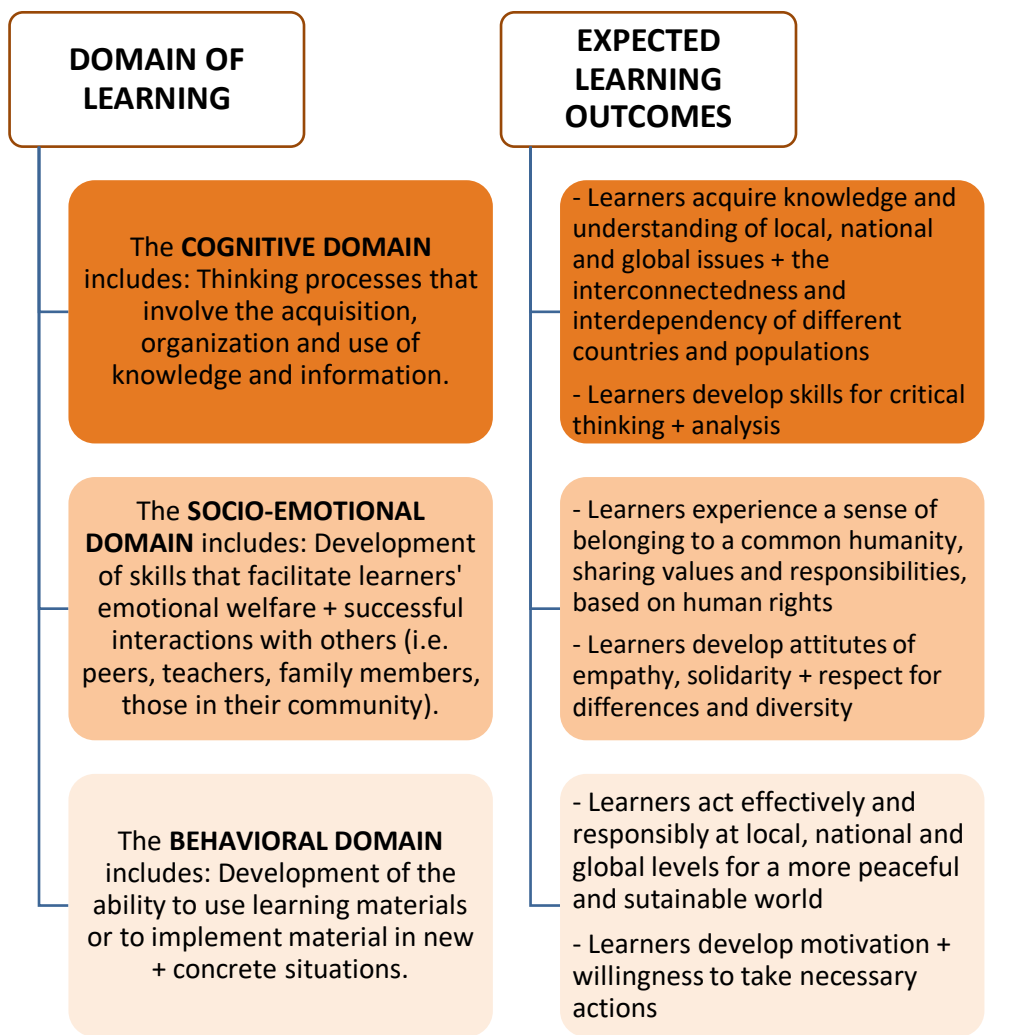 DOMAIN OF
LEARNING
EXPECTED
LEARNING
OUTCOMES
The COGNITIVE DOMAIN
includes: Thinking processes that
involve the acquisition,
organization and use of
knowledge and information.
- Learners acquire knowledge and
understanding of local, national
and global issues + the
interconnectedness and
interdependency of different
countries and populations
- Learners develop skills for critical
thinking + analysis
The SOCIO-EMOTIONAL
DOMAIN includes: Development
of skills that facilitate learners'
emotional welfare + successful
interactions with others (i.e.
peers, teachers, family members,
those in their community).
- Learners experience a sense of
belonging to a common humanity,
sharing values and responsibilities,
based on human rights
- Learners develop attitutes of
empathy, solidarity + respect for
differences and diversity
The BEHAVIORAL DOMAIN
includes: Development of the
ability to use learning materials
or to implement material in new
+ concrete situations.
- Learners act effectively and
responsibly at local, national and
global levels for a more peaceful
and sutainable world
- Learners develop motivation +
willingness to take necessary
actions